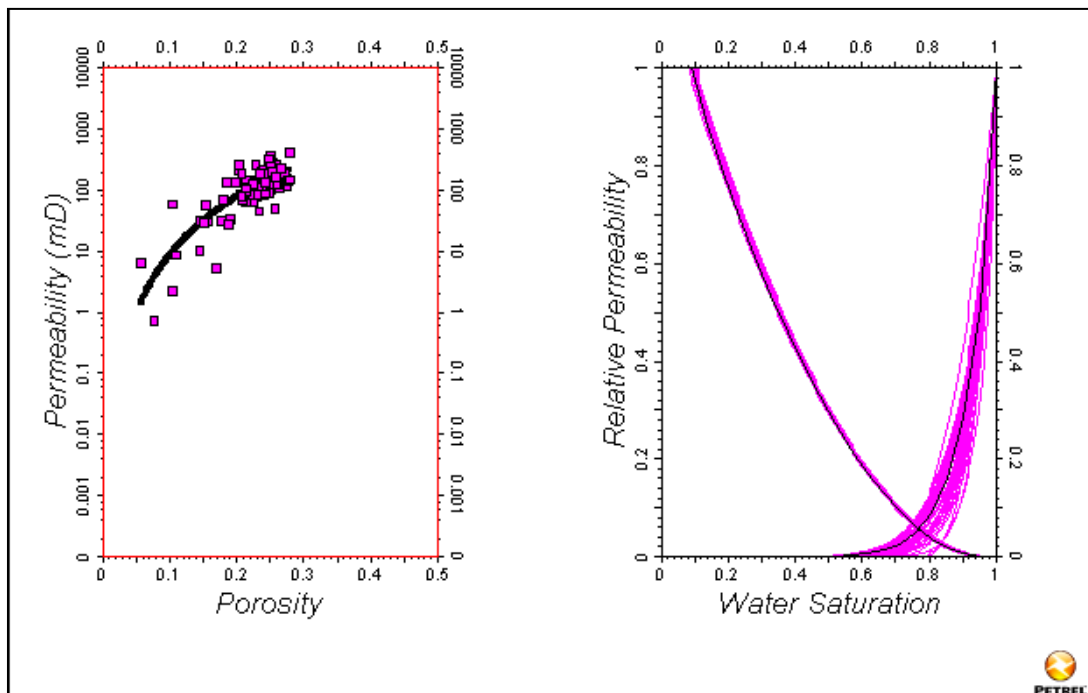 0 0.1 0.2 0.3 0.4 0.5
10000 1000 100 10 1 0.1 0.01 0.001 0
Permeability (mD)
10000 1000 100 10 1 0.1 0.01 0.001 0
0 0.1 0.2 0.3 0.4 0.5
Porosity
0 0.2 0.4 0.6 0.8 1
1 0.8 0.6 0.4 0.2 0
Relative Permeability
1 0.8 0.6 0.4 0.2 0
0 0.2 0.4 0.6 0.8 1
Water Saturation
PETREL